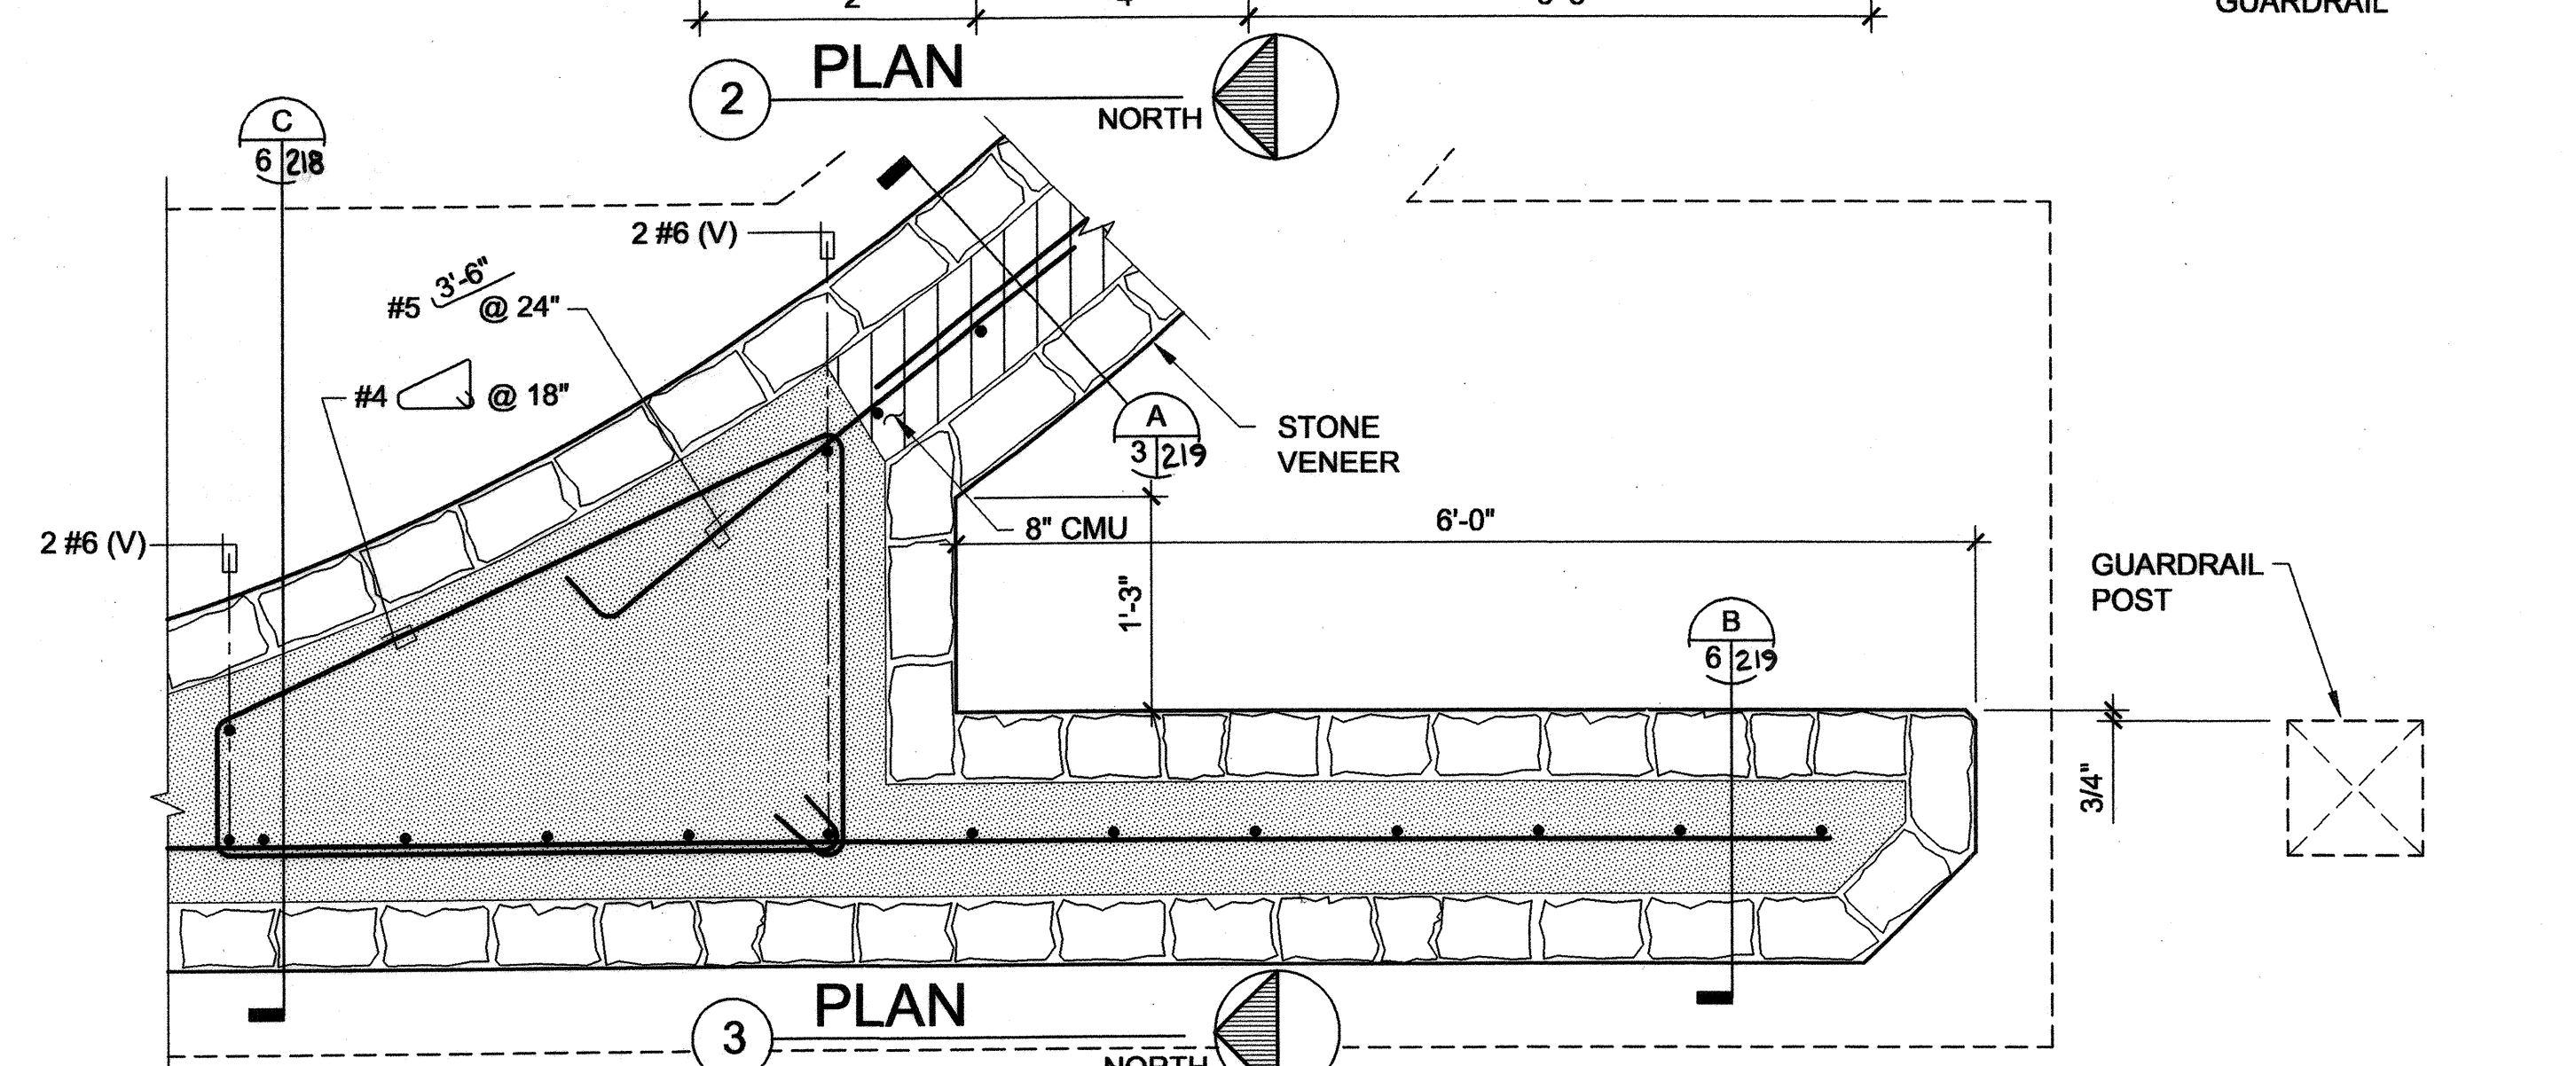 GUARDRAIL
2
PLAN
NORTH
C
6 218
2 #6 (V)
3'-6"
#5 @ 24"
#4 @ 18"
STONE
VENEER
A
3 219
8" CMU
6'-0"
2 #6 (V)
1'-3"
GUARDRAIL
POST
B
6 219
3/4"
3
PLAN
NORTH